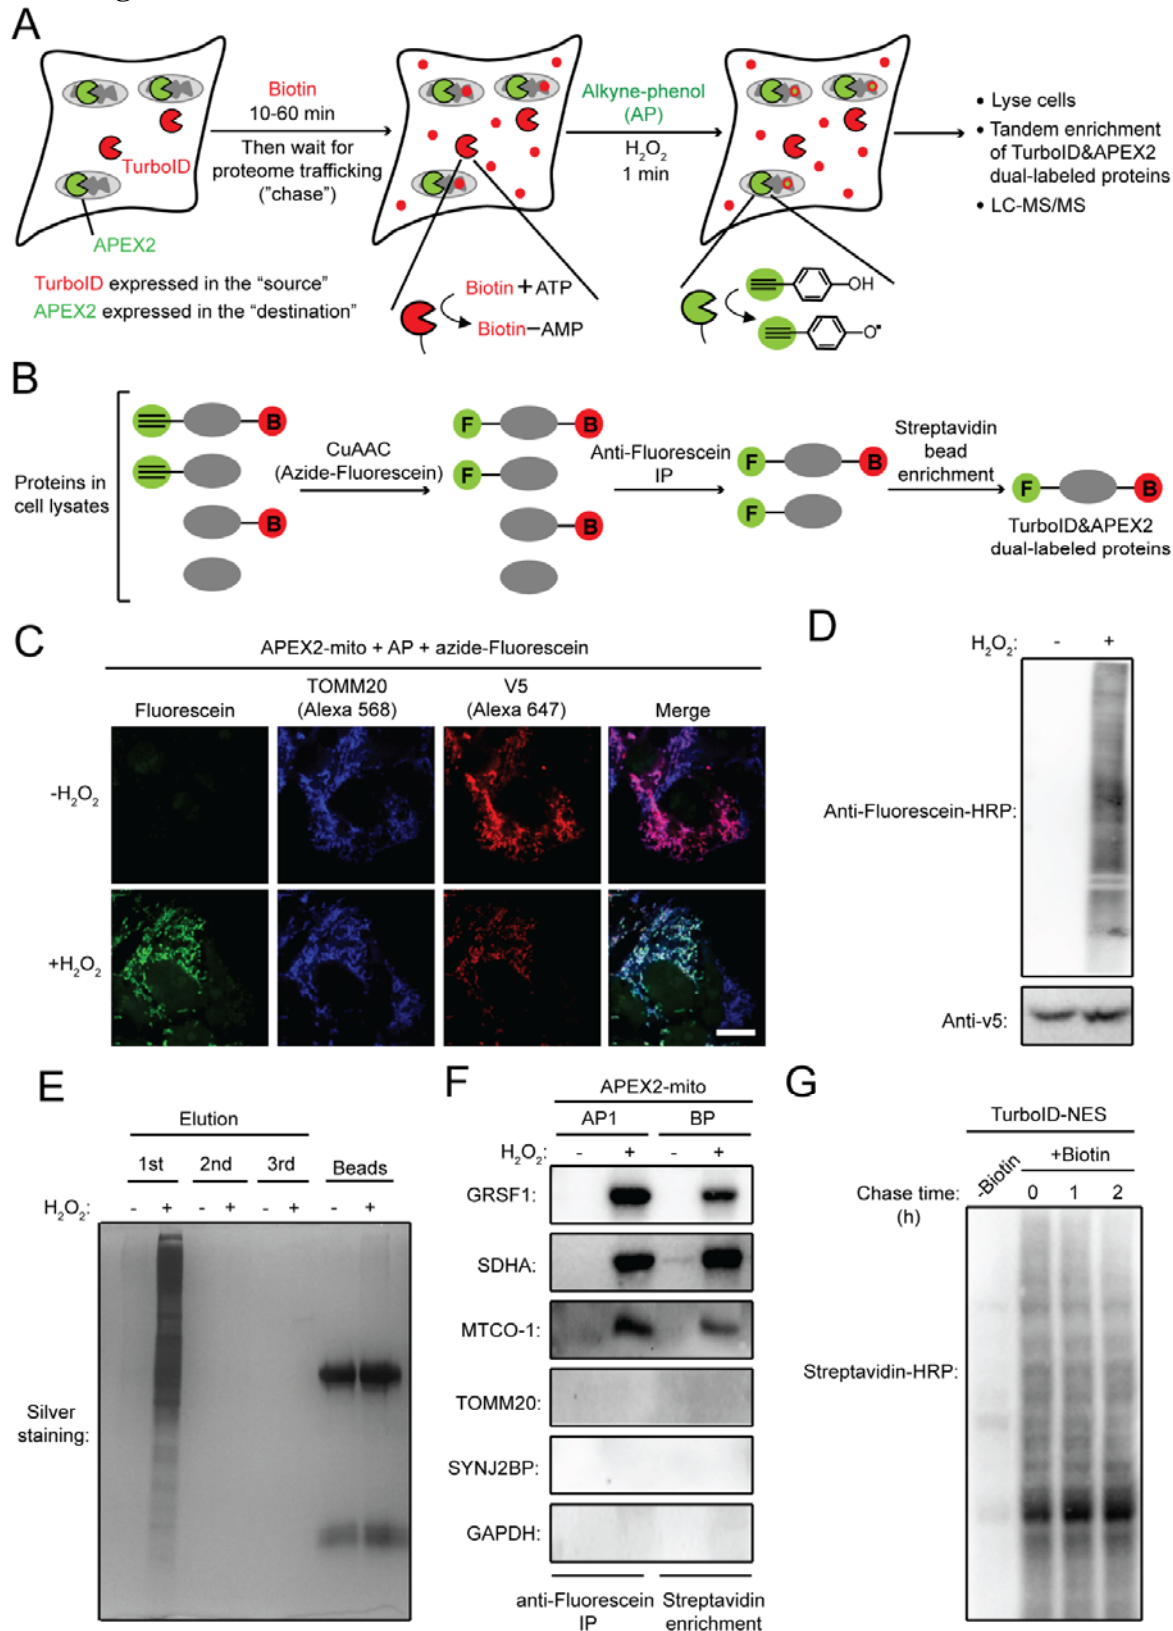 A
TurboID
APEX2
TurboID expressed in the “source”
APEX2 expressed in the “destination”
Biotin
10-60 min
Then wait for
proteome trafficking
("chase")
Biotin + ATP
Biotin–AMP
Alkyne-phenol
(AP)
H₂O₂
1 min
OH
O•
• Lyse cells
• Tandem enrichment
of TurboID&APEX2
dual-labeled proteins
• LC-MS/MS
B
Proteins in
cell lysates
B
B
CuAAC
(Azide-Fluorescein)
F
B
F
B
Anti-Fluorescein
IP
F
B
F
Streptavidin
bead
enrichment
F
B
TurboID&APEX2
dual-labeled proteins
C
APEX2-mito + AP + azide-Fluorescein
Fluorescein
TOMM20
(Alexa 568)
V5
(Alexa 647)
Merge
-H₂O₂
+H₂O₂
D
H₂O₂: - +
Anti-Fluorescein-HRP:
Anti-v5:
E
Elution
1st 2nd 3rd Beads
H₂O₂: - + - + - + - +
Silver
staining:
F
APEX2-mito
AP1 BP
H₂O₂: - + - +
GRSF1:
SDHA:
MTCO-1:
TOMM20:
SYNJ2BP:
GAPDH:
anti-Fluorescein
IP
Streptavidin
enrichment
G
TurboID-NES
-Biotin
+Biotin
Chase time: 0 1 2
(h)
Streptavidin-HRP: